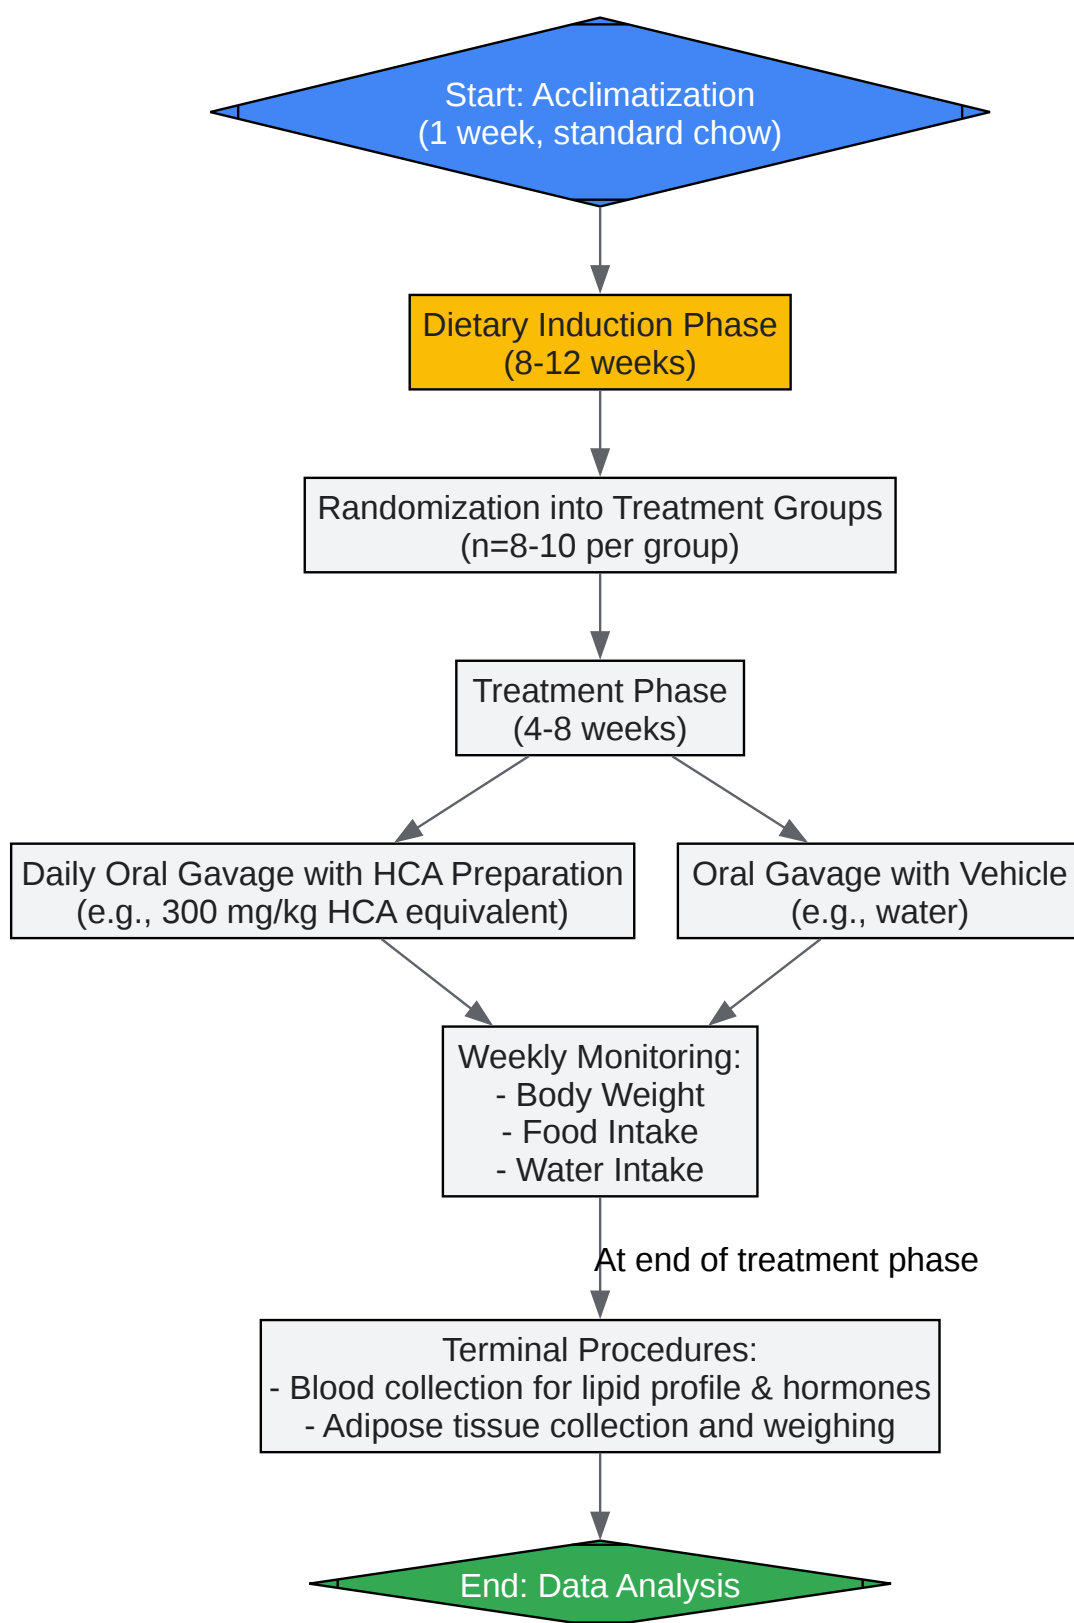 Start: Acclimatization
(1 week, standard chow)
Dietary Induction Phase
(8-12 weeks)
Randomization into Treatment Groups
(n=8-10 per group)
Treatment Phase
(4-8 weeks)
Daily Oral Gavage with HCA Preparation
(e.g., 300 mg/kg HCA equivalent)
Oral Gavage with Vehicle
(e.g., water)
Weekly Monitoring:
- Body Weight
- Food Intake
- Water Intake
At end of treatment phase
Terminal Procedures:
- Blood collection for lipid profile & hormones
- Adipose tissue collection and weighing
End: Data Analysis